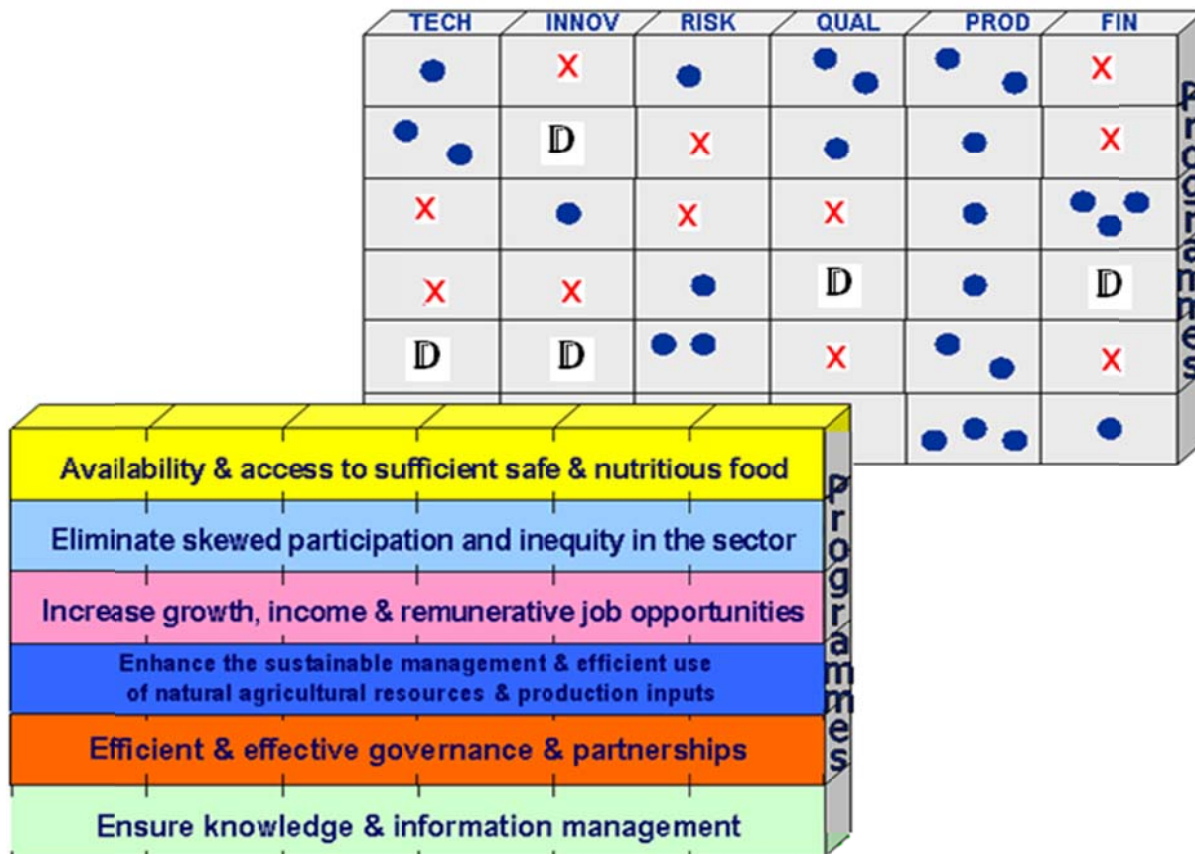 TECH INNOV RISK QUAL PROD FIN
X X
D X X
X X X
X X D D
D D X X
Programmes
Availability & access to sufficient safe & nutritious food
Eliminate skewed participation and inequity in the sector
Increase growth, income & remunerative job opportunities
Enhance the sustainable management & efficient use
of natural agricultural resources & production inputs
Efficient & effective governance & partnerships
Ensure knowledge & information management
Programmes